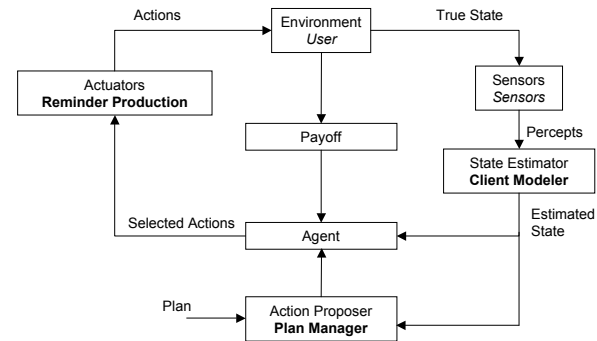 Actions
Environment
User
True State
Actuators
Reminder Production
Sensors
Sensors
Payoff
Percepts
State Estimator
Client Modeler
Selected Actions
Agent
Estimated
State
Plan
Action Proposer
Plan Manager